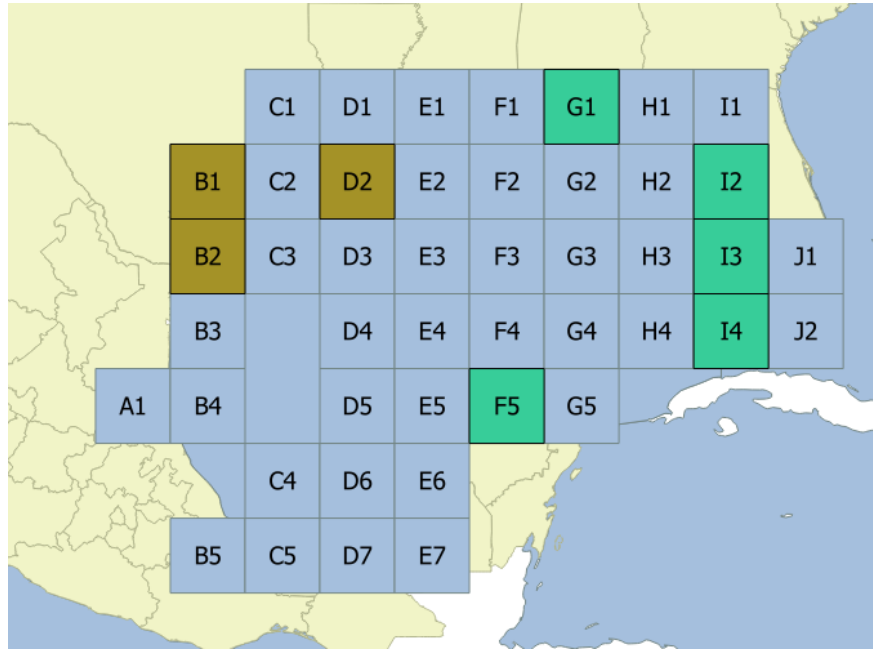 C1 D1 E1 F1 G1 H1 I1
B1 C2 D2 E2 F2 G2 H2 I2
B2 C3 D3 E3 F3 G3 H3 I3 J1
B3 D4 E4 F4 G4 H4 I4 J2
A1 B4 D5 E5 F5 G5
C4 D6 E6
B5 C5 D7 E7